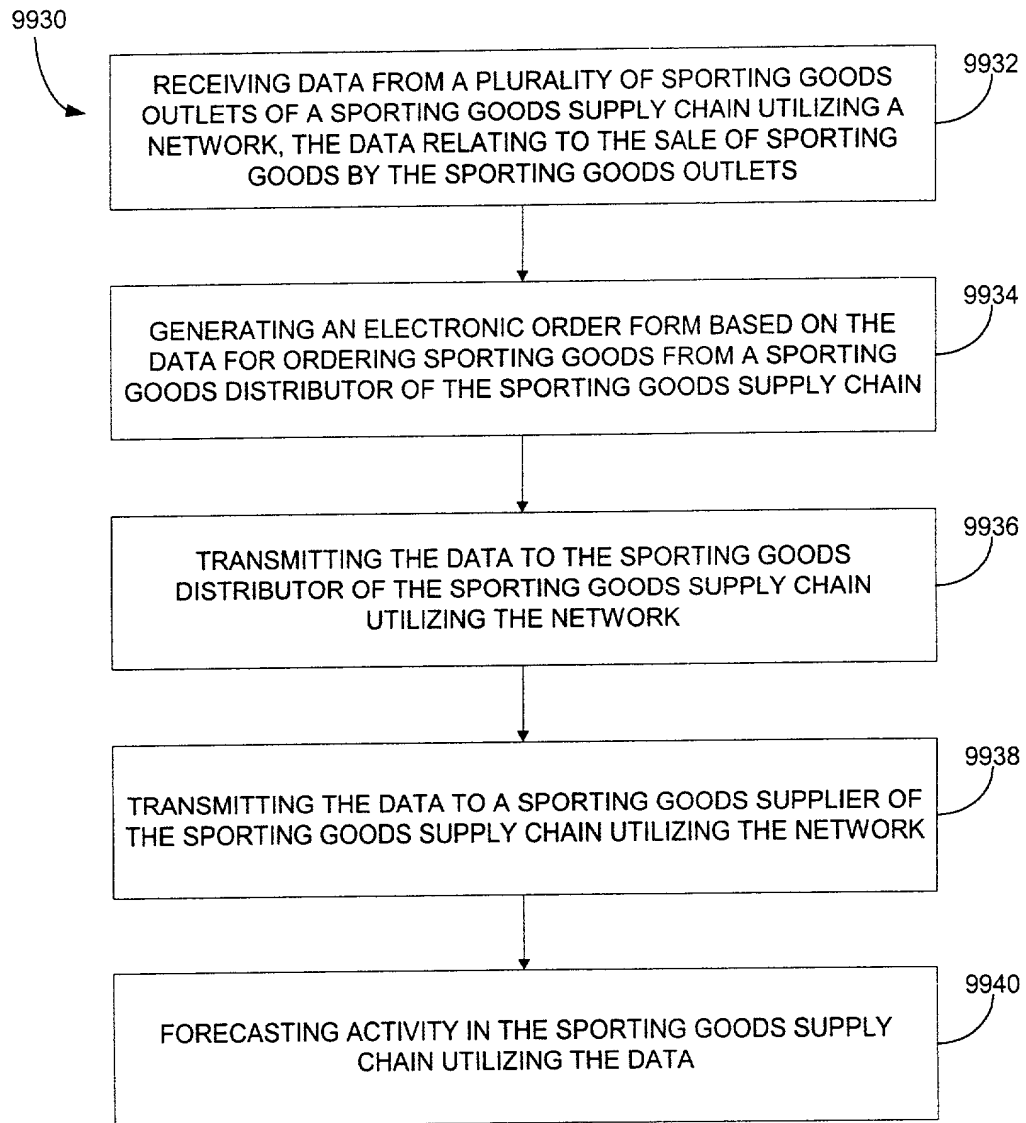 9930
9932
RECEIVING DATA FROM A PLURALITY OF SPORTING GOODS
OUTLETS OF A SPORTING GOODS SUPPLY CHAIN UTILIZING A
NETWORK, THE DATA RELATING TO THE SALE OF SPORTING
GOODS BY THE SPORTING GOODS OUTLETS
9934
GENERATING AN ELECTRONIC ORDER FORM BASED ON THE
DATA FOR ORDERING SPORTING GOODS FROM A SPORTING
GOODS DISTRIBUTOR OF THE SPORTING GOODS SUPPLY CHAIN
9936
TRANSMITTING THE DATA TO THE SPORTING GOODS
DISTRIBUTOR OF THE SPORTING GOODS SUPPLY CHAIN
UTILIZING THE NETWORK
9938
TRANSMITTING THE DATA TO A SPORTING GOODS SUPPLIER OF
THE SPORTING GOODS SUPPLY CHAIN UTILIZING THE NETWORK
9940
FORECASTING ACTIVITY IN THE SPORTING GOODS SUPPLY
CHAIN UTILIZING THE DATA